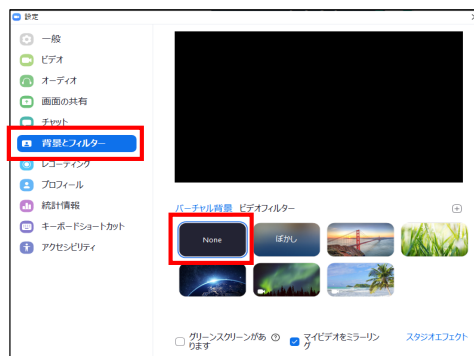 設定
一般
ビデオ
オーディオ
画面の共有
チャット
背景とフィルター
レコーディング
プロフィール
統計情報
キーボードショートカット
アクセシビリティ
バーチャル背景 ビデオフィルター
None
ぼかし
グリーンスクリーンがあ
ります
マイビデオをミラーリン
グ
スタジオエフェクト